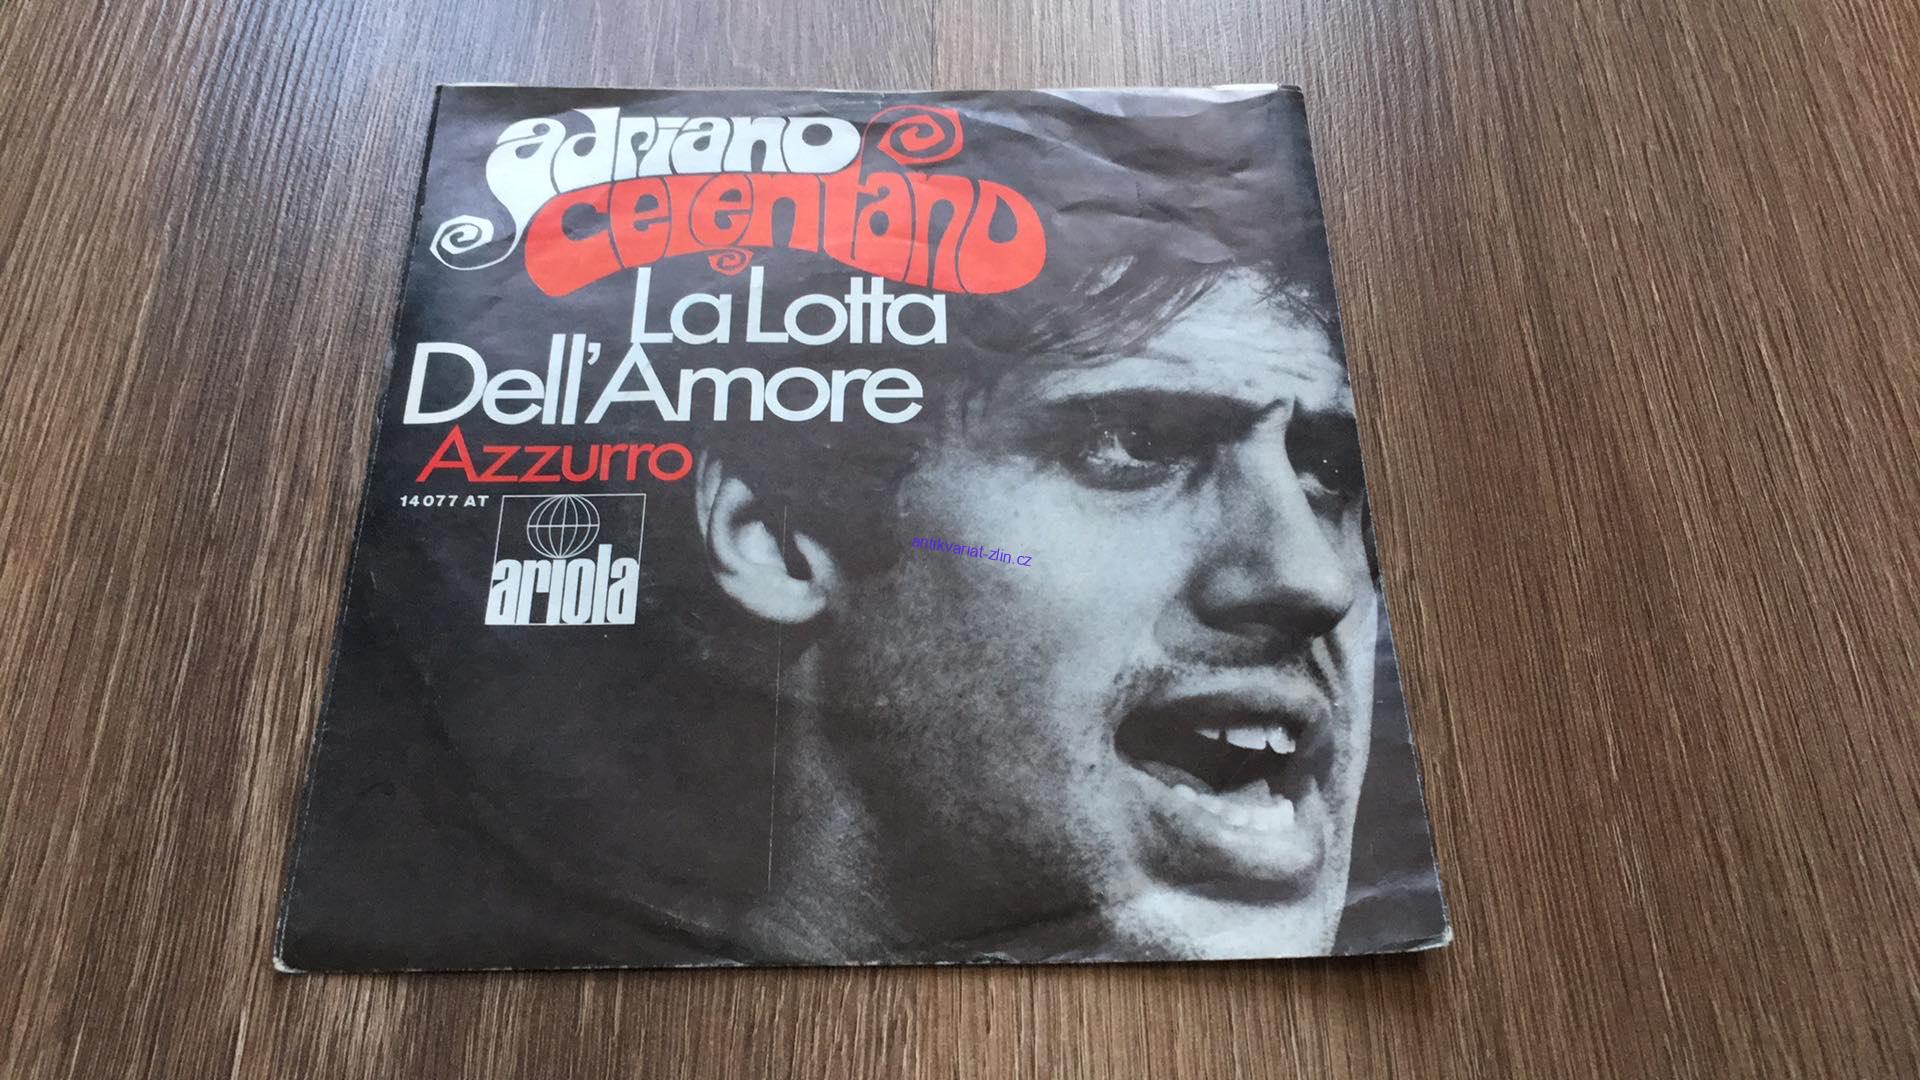 adriano
celentano
La Lotta
Dell'Amore
Azzurro
14 077 AT
ariola
antikvariat-zlin.cz